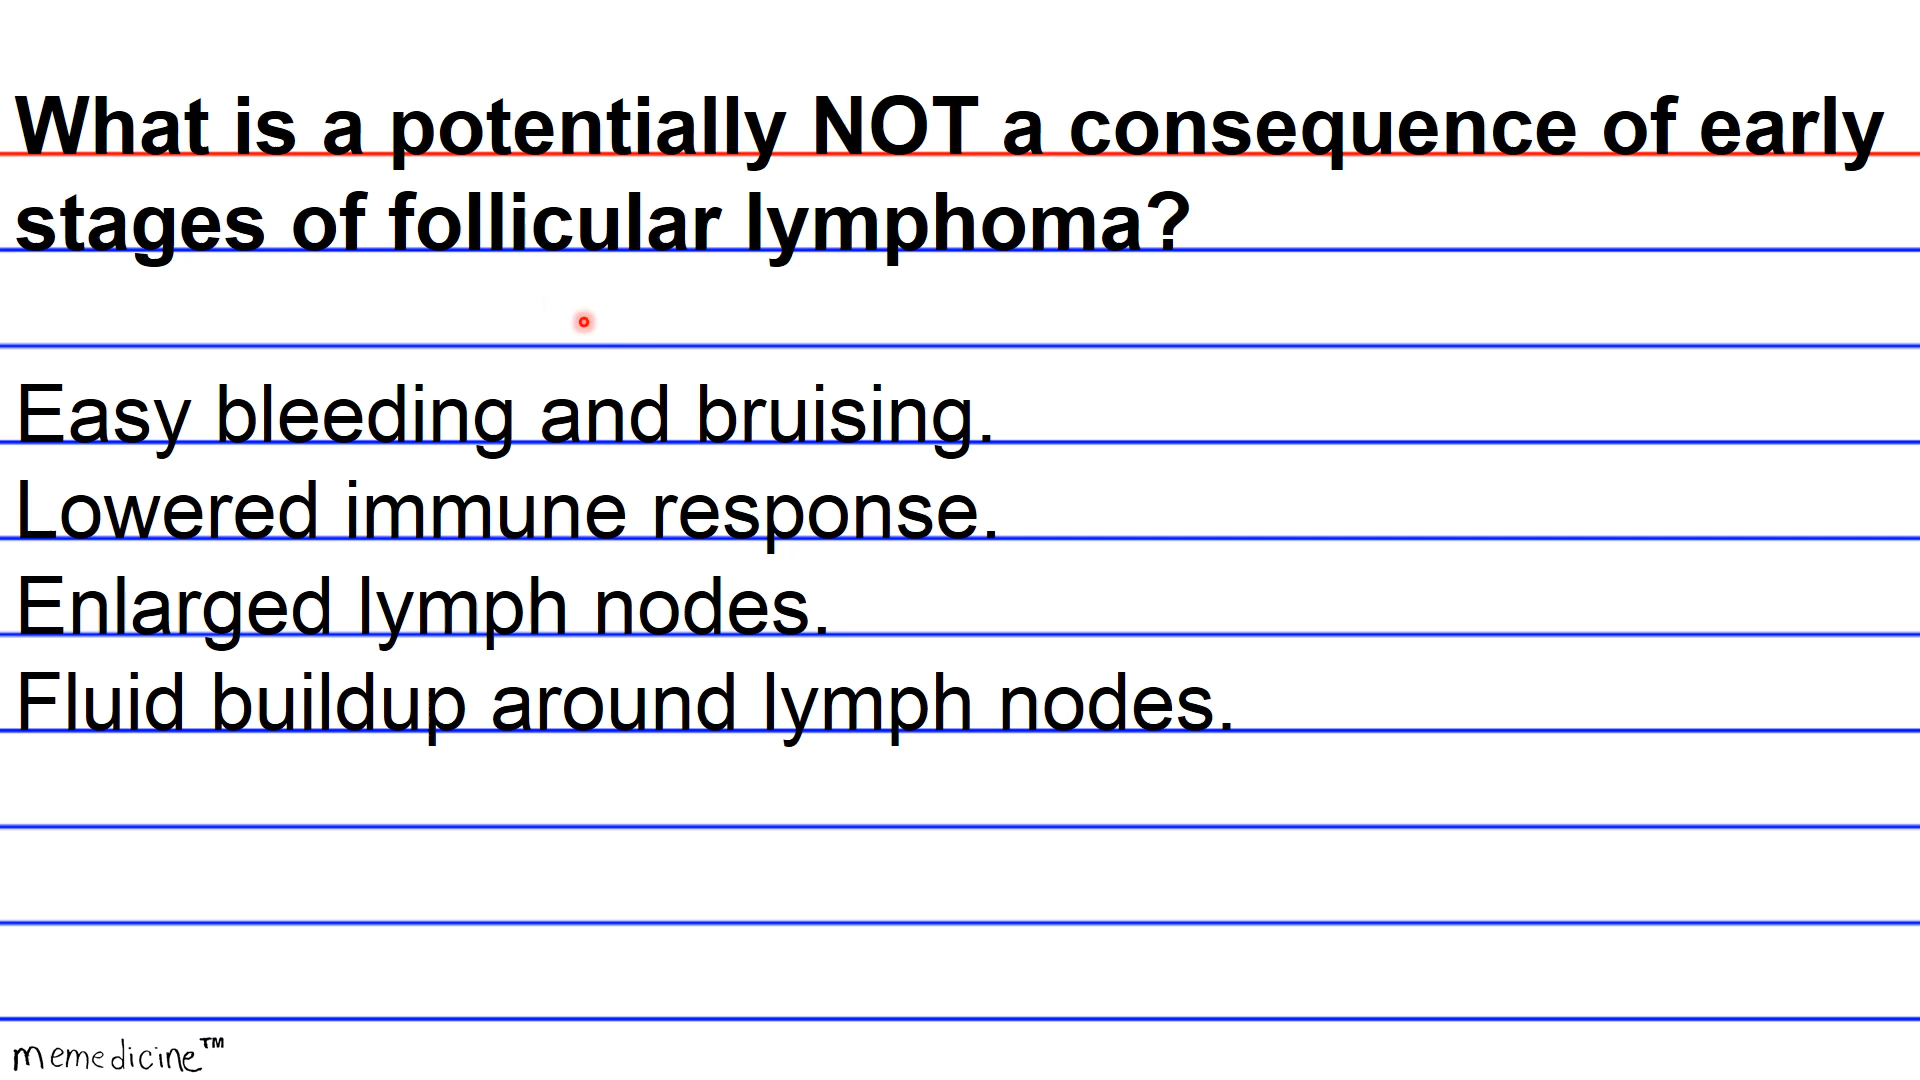 What is a potentially NOT a consequence of early
stages of follicular lymphoma?
Easy bleeding and bruising.
Lowered immune response.
Enlarged lymph nodes.
Fluid buildup around lymph nodes.
memedicine™